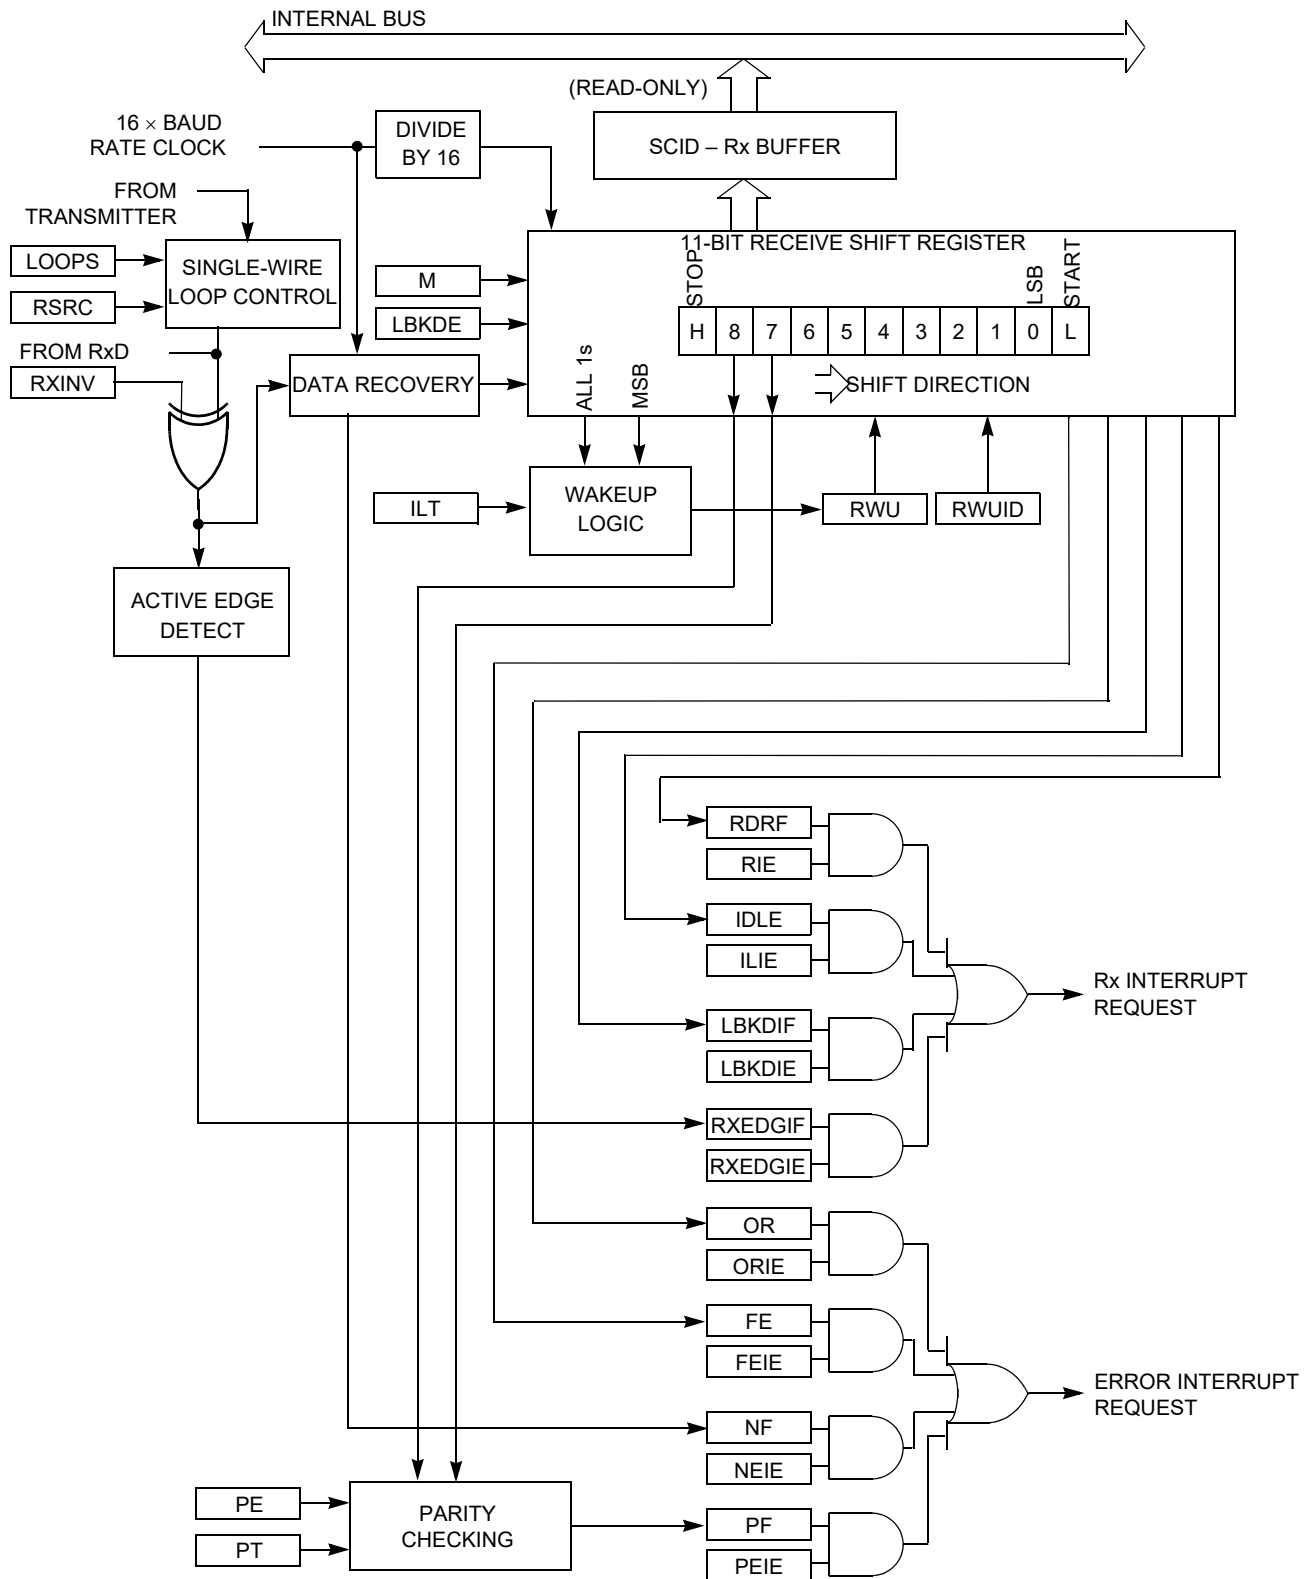 INTERNAL BUS
(READ-ONLY)
16 × BAUD
RATE CLOCK
DIVIDE
BY 16
SCID – Rx BUFFER
FROM
TRANSMITTER
LOOPS
RSRC
SINGLE-WIRE
LOOP CONTROL
M
LBKDE
11-BIT RECEIVE SHIFT REGISTER
STOP
LSB
START
H 8 7 6 5 4 3 2 1 0 L
FROM RxD
RXINV
DATA RECOVERY
ALL 1s
MSB
SHIFT DIRECTION
ILT
WAKEUP
LOGIC
RWU
RWUID
ACTIVE EDGE
DETECT
RDRF
RIE
IDLE
ILIE
Rx INTERRUPT
REQUEST
LBKDIF
LBKDIE
RXEDGIF
RXEDGIE
OR
ORIE
FE
FEIE
ERROR INTERRUPT
REQUEST
NF
NEIE
PE
PT
PARITY
CHECKING
PF
PEIE